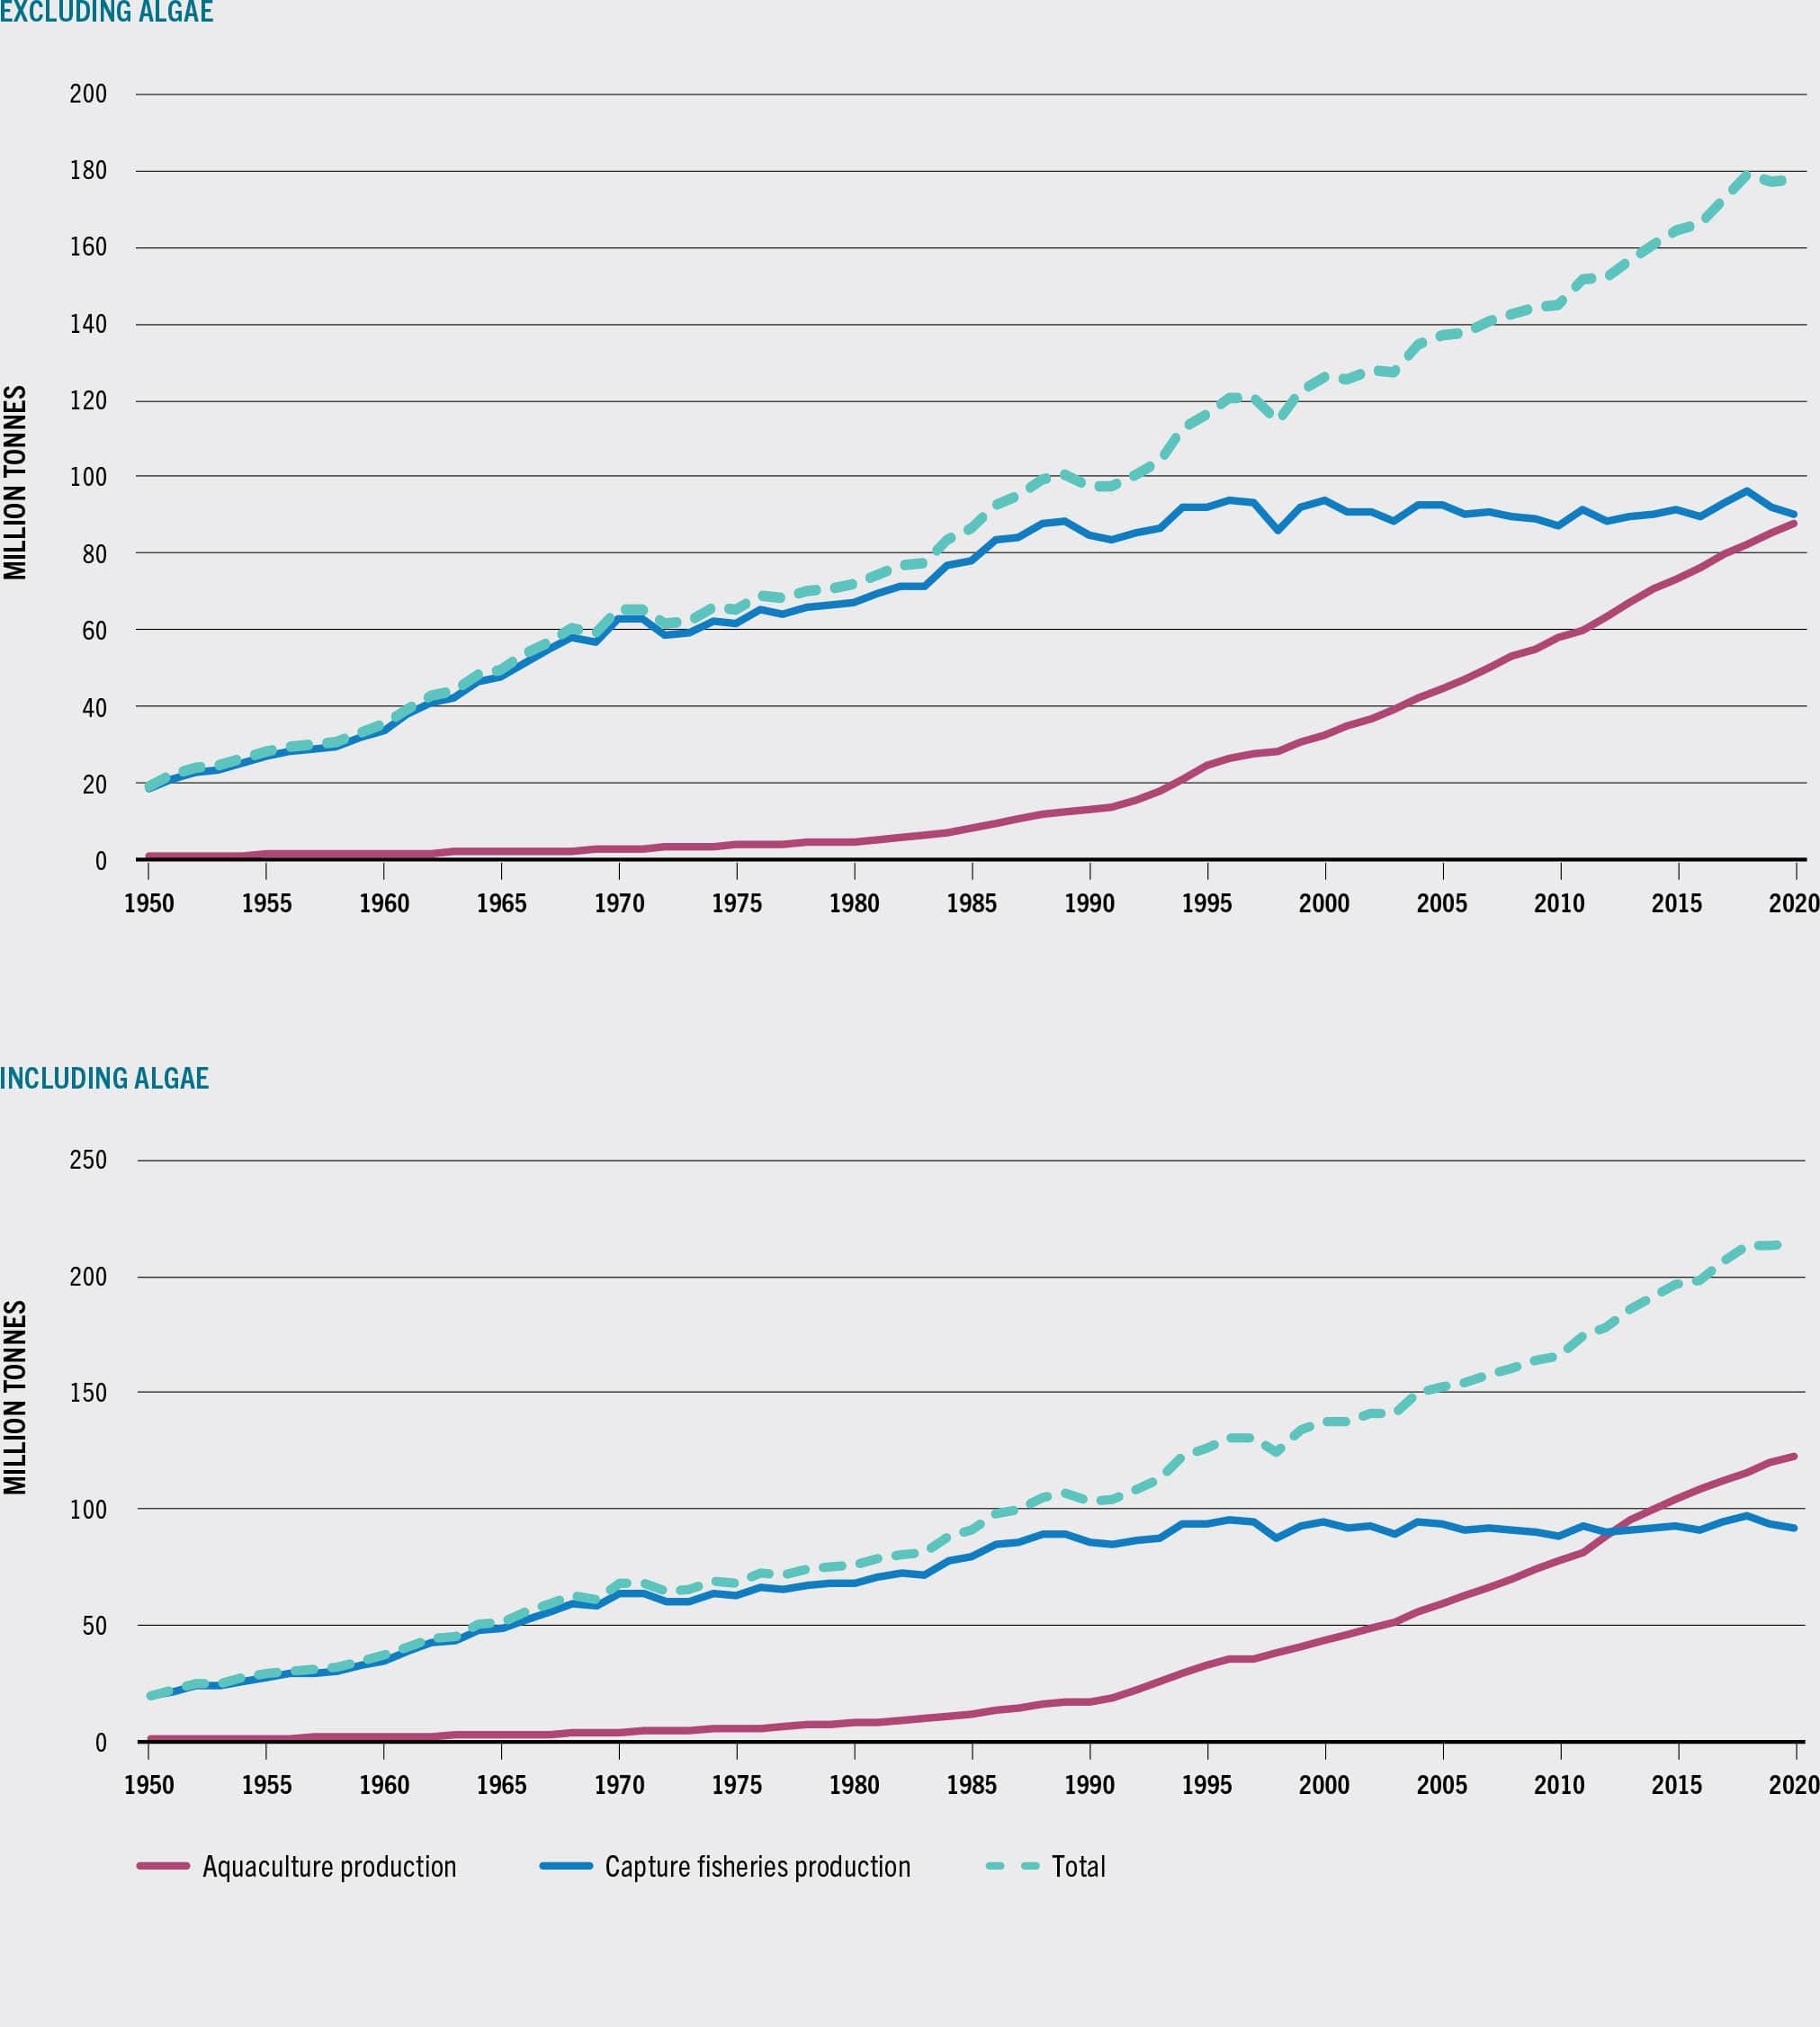 EXCLUDING ALGAE
MILLION TONNES
200
180
160
140
120
100
80
60
40
20
0
1950 1955 1960 1965 1970 1975 1980 1985 1990 1995 2000 2005 2010 2015 2020
INCLUDING ALGAE
MILLION TONNES
250
200
150
100
50
0
1950 1955 1960 1965 1970 1975 1980 1985 1990 1995 2000 2005 2010 2015 2020
Aquaculture production Capture fisheries production Total